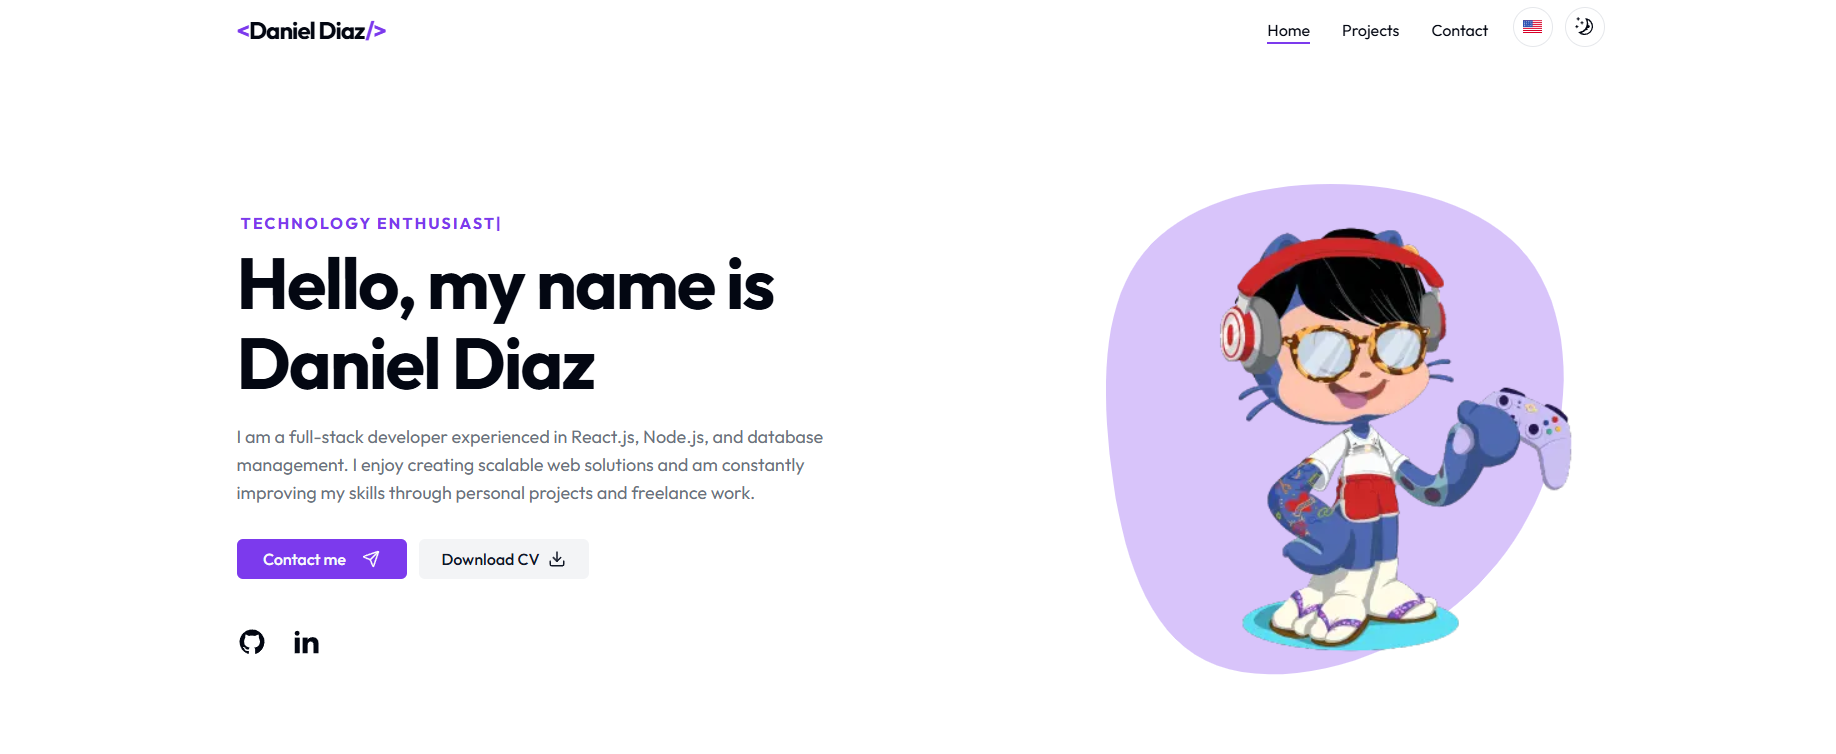 <Daniel Diaz/>
Home Projects Contact
TECHNOLOGY ENTHUSIAST|
Hello, my name is
Daniel Diaz
I am a full-stack developer experienced in React.js, Node.js, and database
management. I enjoy creating scalable web solutions and am constantly
improving my skills through personal projects and freelance work.
Contact me Download CV
in